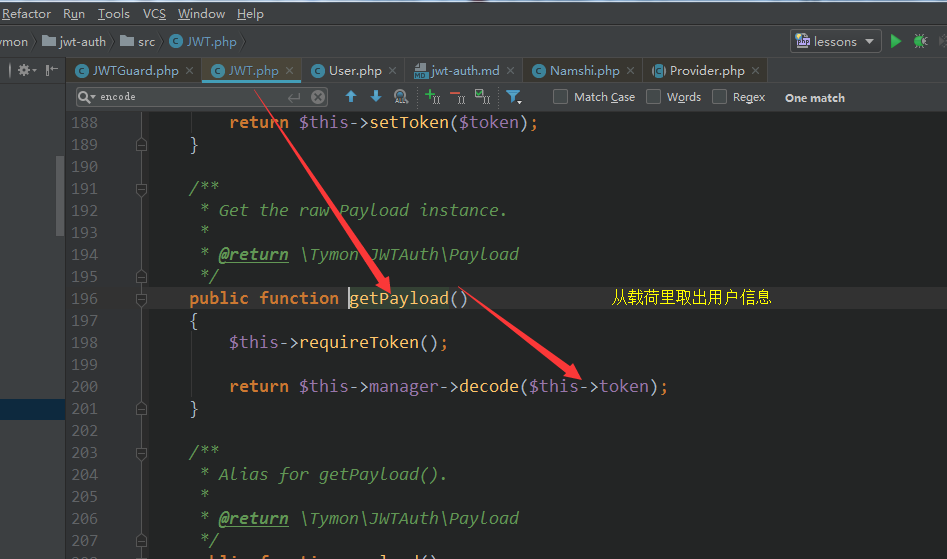 Refactor Run Tools VCS Window Help
ymon jwt-auth src JWT.php lessons
JWTGuard.php JWT.php User.php jwt-auth.md Namshi.php Provider.php
encode Match Case Words Regex One match
188 return $this->setToken($token);
189 }
190
191 /**
192 * Get the raw Payload instance.
193 *
194 * @return \Tymon\JWTAuth\Payload
195 */
196 public function getPayload() 从载荷里取出用户信息
197 {
198 $this->requireToken();
199
200 return $this->manager->decode($this->token);
201 }
202
203 /**
204 * Alias for getPayload().
205 *
206 * @return \Tymon\JWTAuth\Payload
207 */